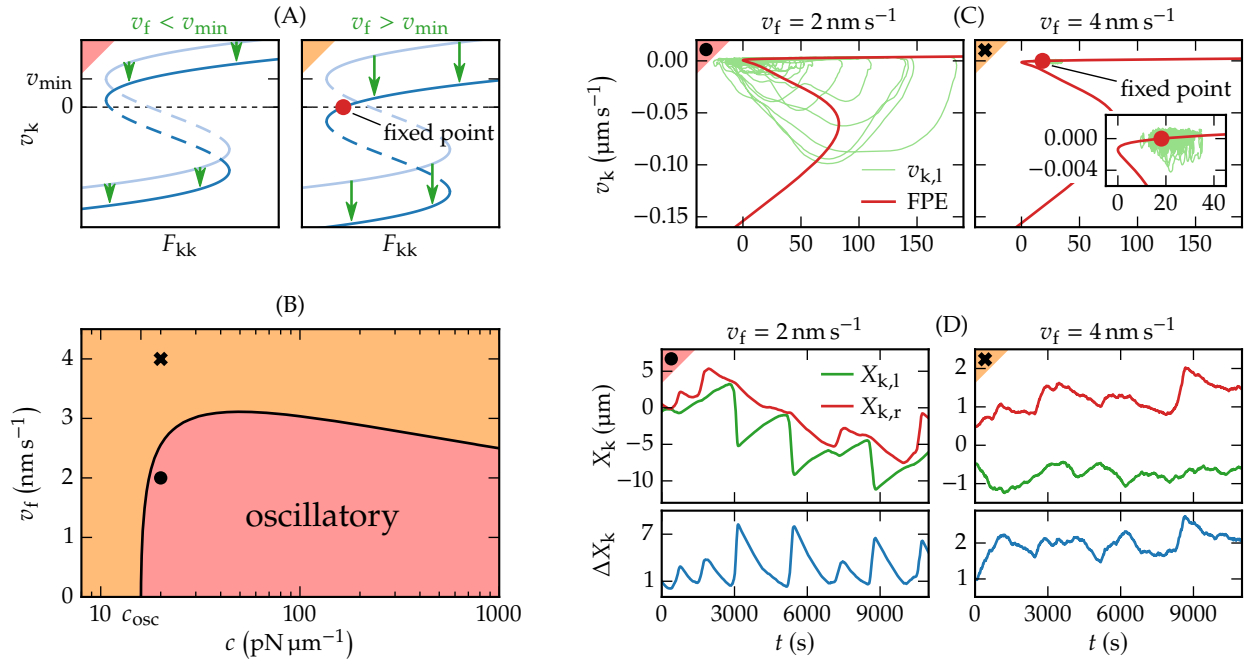 (A)
v_f < v_min
v_f > v_min
v_min
0
v_k
fixed point
F_kk
F_kk
(B)
4
3
2
1
0
v_f (nm s⁻¹)
oscillatory
10
c_osc
100
1000
c (pN μm⁻¹)
v_f = 2 nm s⁻¹
(C)
v_f = 4 nm s⁻¹
0.00
−0.05
−0.10
−0.15
v_k (μm s⁻¹)
v_k,l
FPE
0
50
100
150
fixed point
0.000
−0.004
0
20
40
0
50
100
150
v_f = 2 nm s⁻¹
(D)
v_f = 4 nm s⁻¹
5
0
−5
−10
X_k (μm)
X_k,l
X_k,r
2
1
0
−1
7
1
ΔX_k
2
1
0
3000
6000
9000
t (s)
0
3000
6000
9000
t (s)